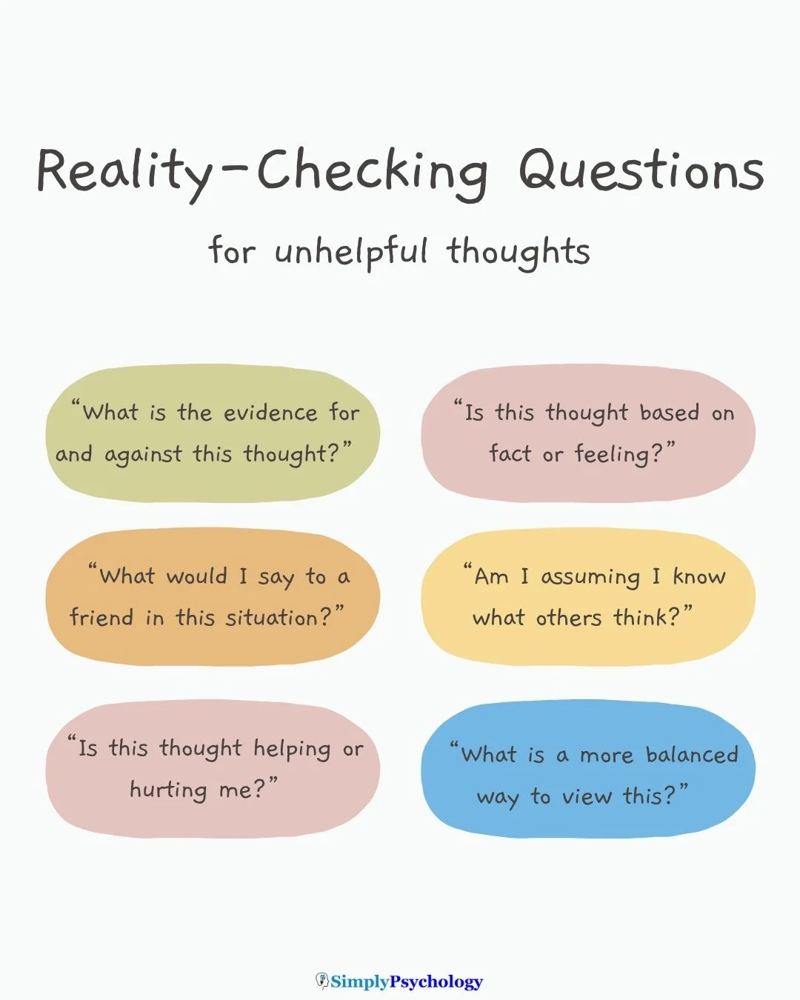 Reality-Checking Questions
for unhelpful thoughts
“What is the evidence for
and against this thought?”
“Is this thought based on
fact or feeling?”
“What would I say to a
friend in this situation?”
“Am I assuming I know
what others think?”
“Is this thought helping or
hurting me?”
“What is a more balanced
way to view this?”
SimplyPsychology